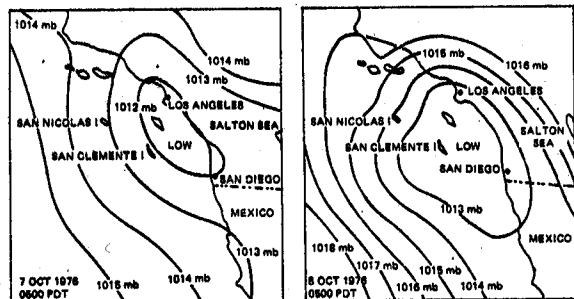 1014 mb
1014 mb
1013 mb
1012 mb
LOS ANGELES
SAN NICOLAS I
SALTON SEA
SAN CLEMENTE I
LOW
SAN DIEGO
MEXICO
1013 mb
7 OCT 1976
0500 PDT
1015 mb
1014 mb
1015 mb
1016 mb
LOS ANGELES
SAN NICOLAS I
SALTON
SEA
SAN CLEMENTE I
LOW
SAN DIEGO
1013 mb
MEXICO
1018 mb
1017 mb
1016 mb
1015 mb
1014 mb
8 OCT 1976
0500 PDT